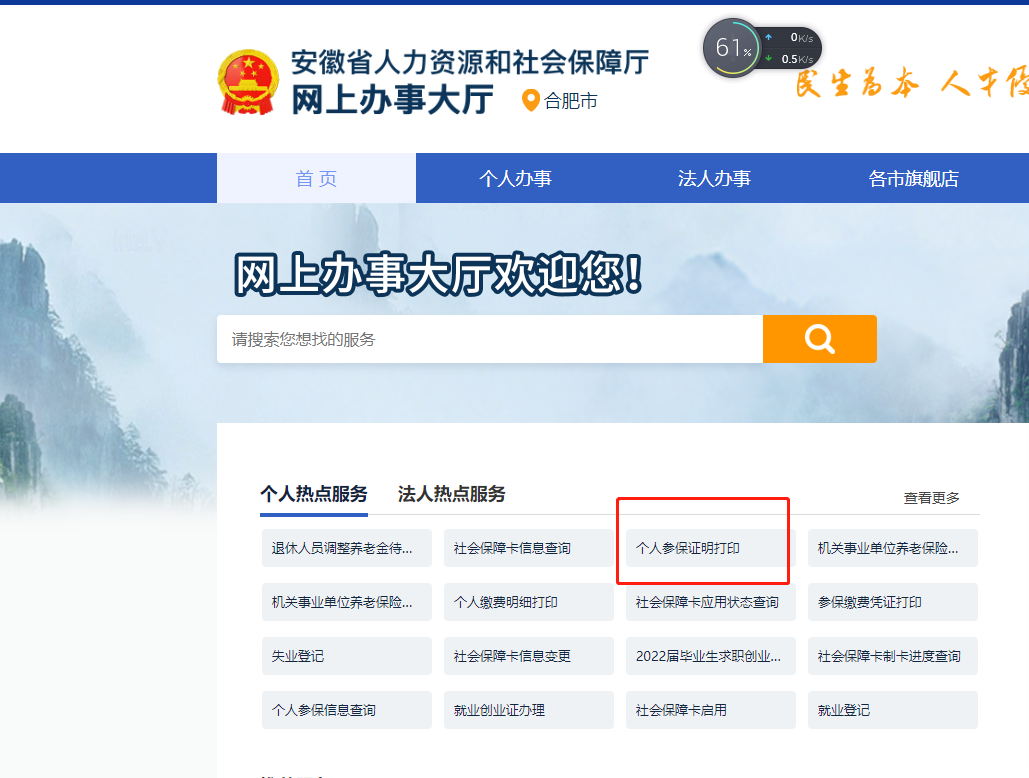 安徽省人力资源和社会保障厅
网上办事大厅
合肥市
61%
0K/s
0.5K/s
民生为本 人才优
首页
个人办事
法人办事
各市旗舰店
网上办事大厅欢迎您!
请搜索您想找的服务
个人热点服务
法人热点服务
查看更多
退休人员调整养老金待...
社会保障卡信息查询
个人参保证明打印
机关事业单位养老保险...
机关事业单位养老保险...
个人缴费明细打印
社会保障卡应用状态查询
参保缴费凭证打印
失业登记
社会保障卡信息变更
2022届毕业生求职创业...
社会保障卡制卡进度查询
个人参保信息查询
就业创业证办理
社会保障卡启用
就业登记